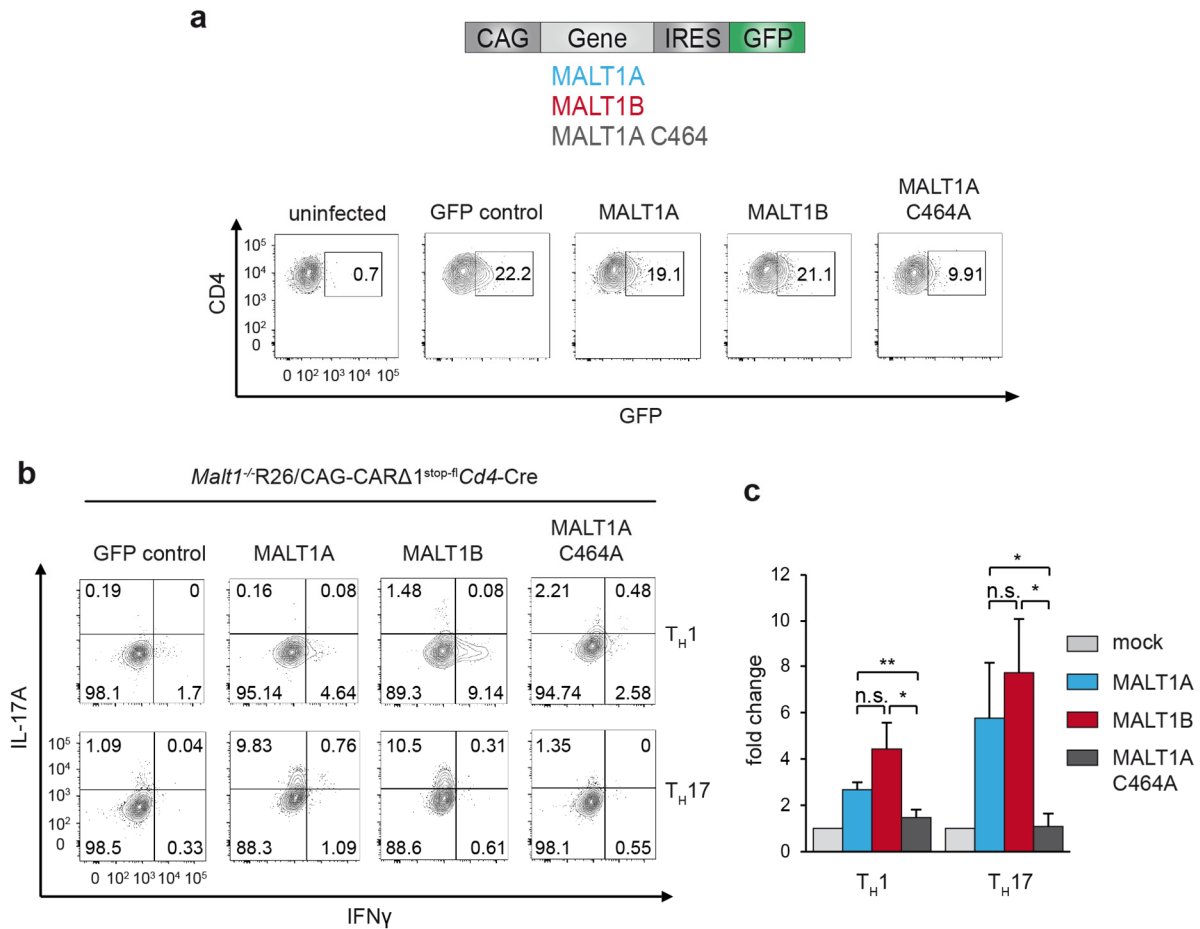 a
CAG Gene IRES GFP
MALT1A
MALT1B
MALT1A C464
uninfected GFP control MALT1A MALT1B MALT1A
C464A
CD4
10⁵
10⁴
10³
10²
0
0.7 22.2 19.1 21.1 9.91
0 10² 10³ 10⁴ 10⁵
GFP
b
Malt1⁻/⁻R26/CAG-CARΔ1ˢᵗᵒᵖ⁻ᶠˡCd4-Cre
GFP control MALT1A MALT1B MALT1A
C464A
0.19 0 0.16 0.08 1.48 0.08 2.21 0.48
T_H1
98.1 1.7 95.14 4.64 89.3 9.14 94.74 2.58
IL-17A
10⁵
10⁴
10³
10²
0
1.09 0.04 9.83 0.76 10.5 0.31 1.35 0
T_H17
98.5 0.33 88.3 1.09 88.6 0.61 98.1 0.55
0 10² 10³ 10⁴ 10⁵
IFNγ
c
fold change
12
10
8
6
4
2
0
**
n.s. *
*
n.s. *
T_H1 T_H17
mock
MALT1A
MALT1B
MALT1A
C464A